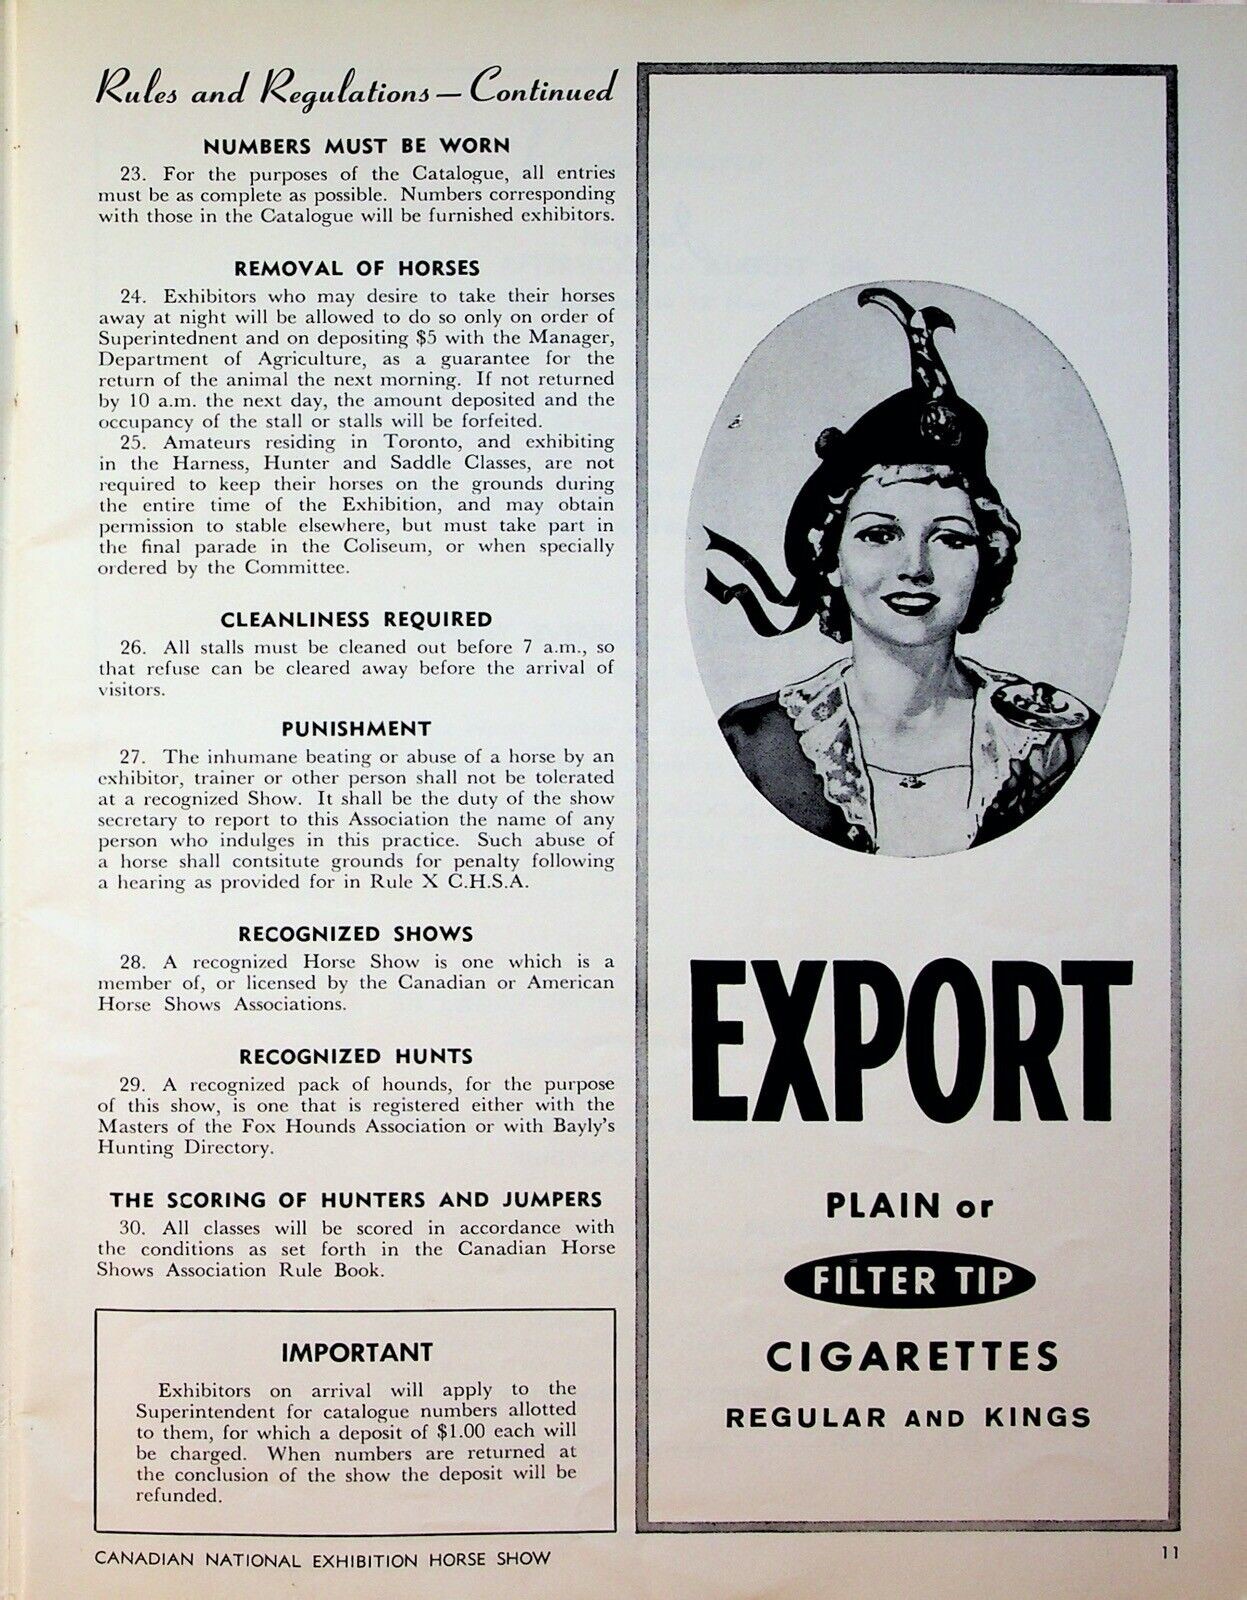 Rules and Regulations — Continued
NUMBERS MUST BE WORN
23. For the purposes of the Catalogue, all entries
must be as complete as possible. Numbers corresponding
with those in the Catalogue will be furnished exhibitors.
REMOVAL OF HORSES
24. Exhibitors who may desire to take their horses
away at night will be allowed to do so only on order of
Superintednent and on depositing $5 with the Manager,
Department of Agriculture, as a guarantee for the
return of the animal the next morning. If not returned
by 10 a.m. the next day, the amount deposited and the
occupancy of the stall or stalls will be forfeited.
25. Amateurs residing in Toronto, and exhibiting
in the Harness, Hunter and Saddle Classes, are not
required to keep their horses on the grounds during
the entire time of the Exhibition, and may obtain
permission to stable elsewhere, but must take part in
the final parade in the Coliseum, or when specially
ordered by the Committee.
CLEANLINESS REQUIRED
26. All stalls must be cleaned out before 7 a.m., so
that refuse can be cleared away before the arrival of
visitors.
PUNISHMENT
27. The inhumane beating or abuse of a horse by an
exhibitor, trainer or other person shall not be tolerated
at a recognized Show. It shall be the duty of the show
secretary to report to this Association the name of any
person who indulges in this practice. Such abuse of
a horse shall contsitute grounds for penalty following
a hearing as provided for in Rule X C.H.S.A.
RECOGNIZED SHOWS
28. A recognized Horse Show is one which is a
member of, or licensed by the Canadian or American
Horse Shows Associations.
RECOGNIZED HUNTS
29. A recognized pack of hounds, for the purpose
of this show, is one that is registered either with the
Masters of the Fox Hounds Association or with Bayly's
Hunting Directory.
THE SCORING OF HUNTERS AND JUMPERS
30. All classes will be scored in accordance with
the conditions as set forth in the Canadian Horse
Shows Association Rule Book.
IMPORTANT
Exhibitors on arrival will apply to the
Superintendent for catalogue numbers allotted
to them, for which a deposit of $1.00 each will
be charged. When numbers are returned at
the conclusion of the show the deposit will be
refunded.
CANADIAN NATIONAL EXHIBITION HORSE SHOW
EXPORT
PLAIN or
FILTER TIP
CIGARETTES
REGULAR AND KINGS
11